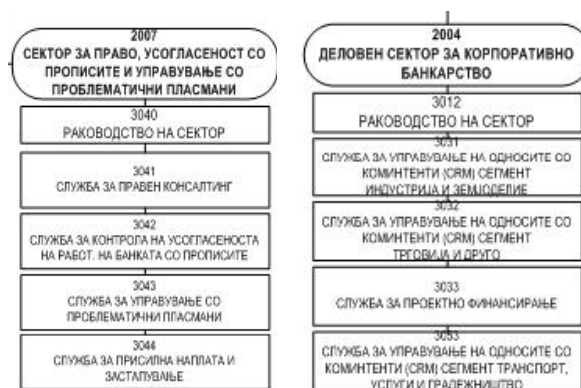 2007
СЕКТОР ЗА ПРАВО, УСОГЛАСЕНОСТ СО
ПРОПИСИТЕ И УПРАВУВАЊЕ СО
ПРОБЛЕМАТИЧНИ ПЛАСМАНИ
3040
РАКОВОДСТВО НА СЕКТОР
3041
СЛУЖБА ЗА ПРАВЕН КОНСАЛТИНГ
3042
СЛУЖБА ЗА КОНТРОЛА НА УСОГЛАСЕНОСТА
НА РАБОТ. НА БАНКАТА СО ПРОПИСИТЕ
3043
СЛУЖБА ЗА УПРАВУВАЊЕ СО
ПРОБЛЕМАТИЧНИ ПЛАСМАНИ
3044
СЛУЖБА ЗА ПРИСИЛНА НАПЛАТА И
ЗАСТАПУВАЊЕ
2004
ДЕЛОВЕН СЕКТОР ЗА КОРПОРАТИВНО
БАНКАРСТВО
3012
РАКОВОДСТВО НА СЕКТОР
3031
СЛУЖБА ЗА УПРАВУВАЊЕ НА ОДНОСИТЕ СО
КОМИНТЕНТИ (CRM) СЕГМЕНТ
ИНДУСТРИЈА И ЗЕМЈОДЕЛИЕ
3032
СЛУЖБА ЗА УПРАВУВАЊЕ НА ОДНОСИТЕ СО
КОМИНТЕНТИ (CRM) СЕГМЕНТ
ТРГОВИЈА И ДРУГО
3033
СЛУЖБА ЗА ПРОЕКТНО ФИНАНСИРАЊЕ
3053
СЛУЖБА ЗА УПРАВУВАЊЕ НА ОДНОСИТЕ СО
КОМИНТЕНТИ (CRM) СЕГМЕНТ ТРАНСПОРТ,
УСЛУГИ И ГРАДЕЖНИШТВО